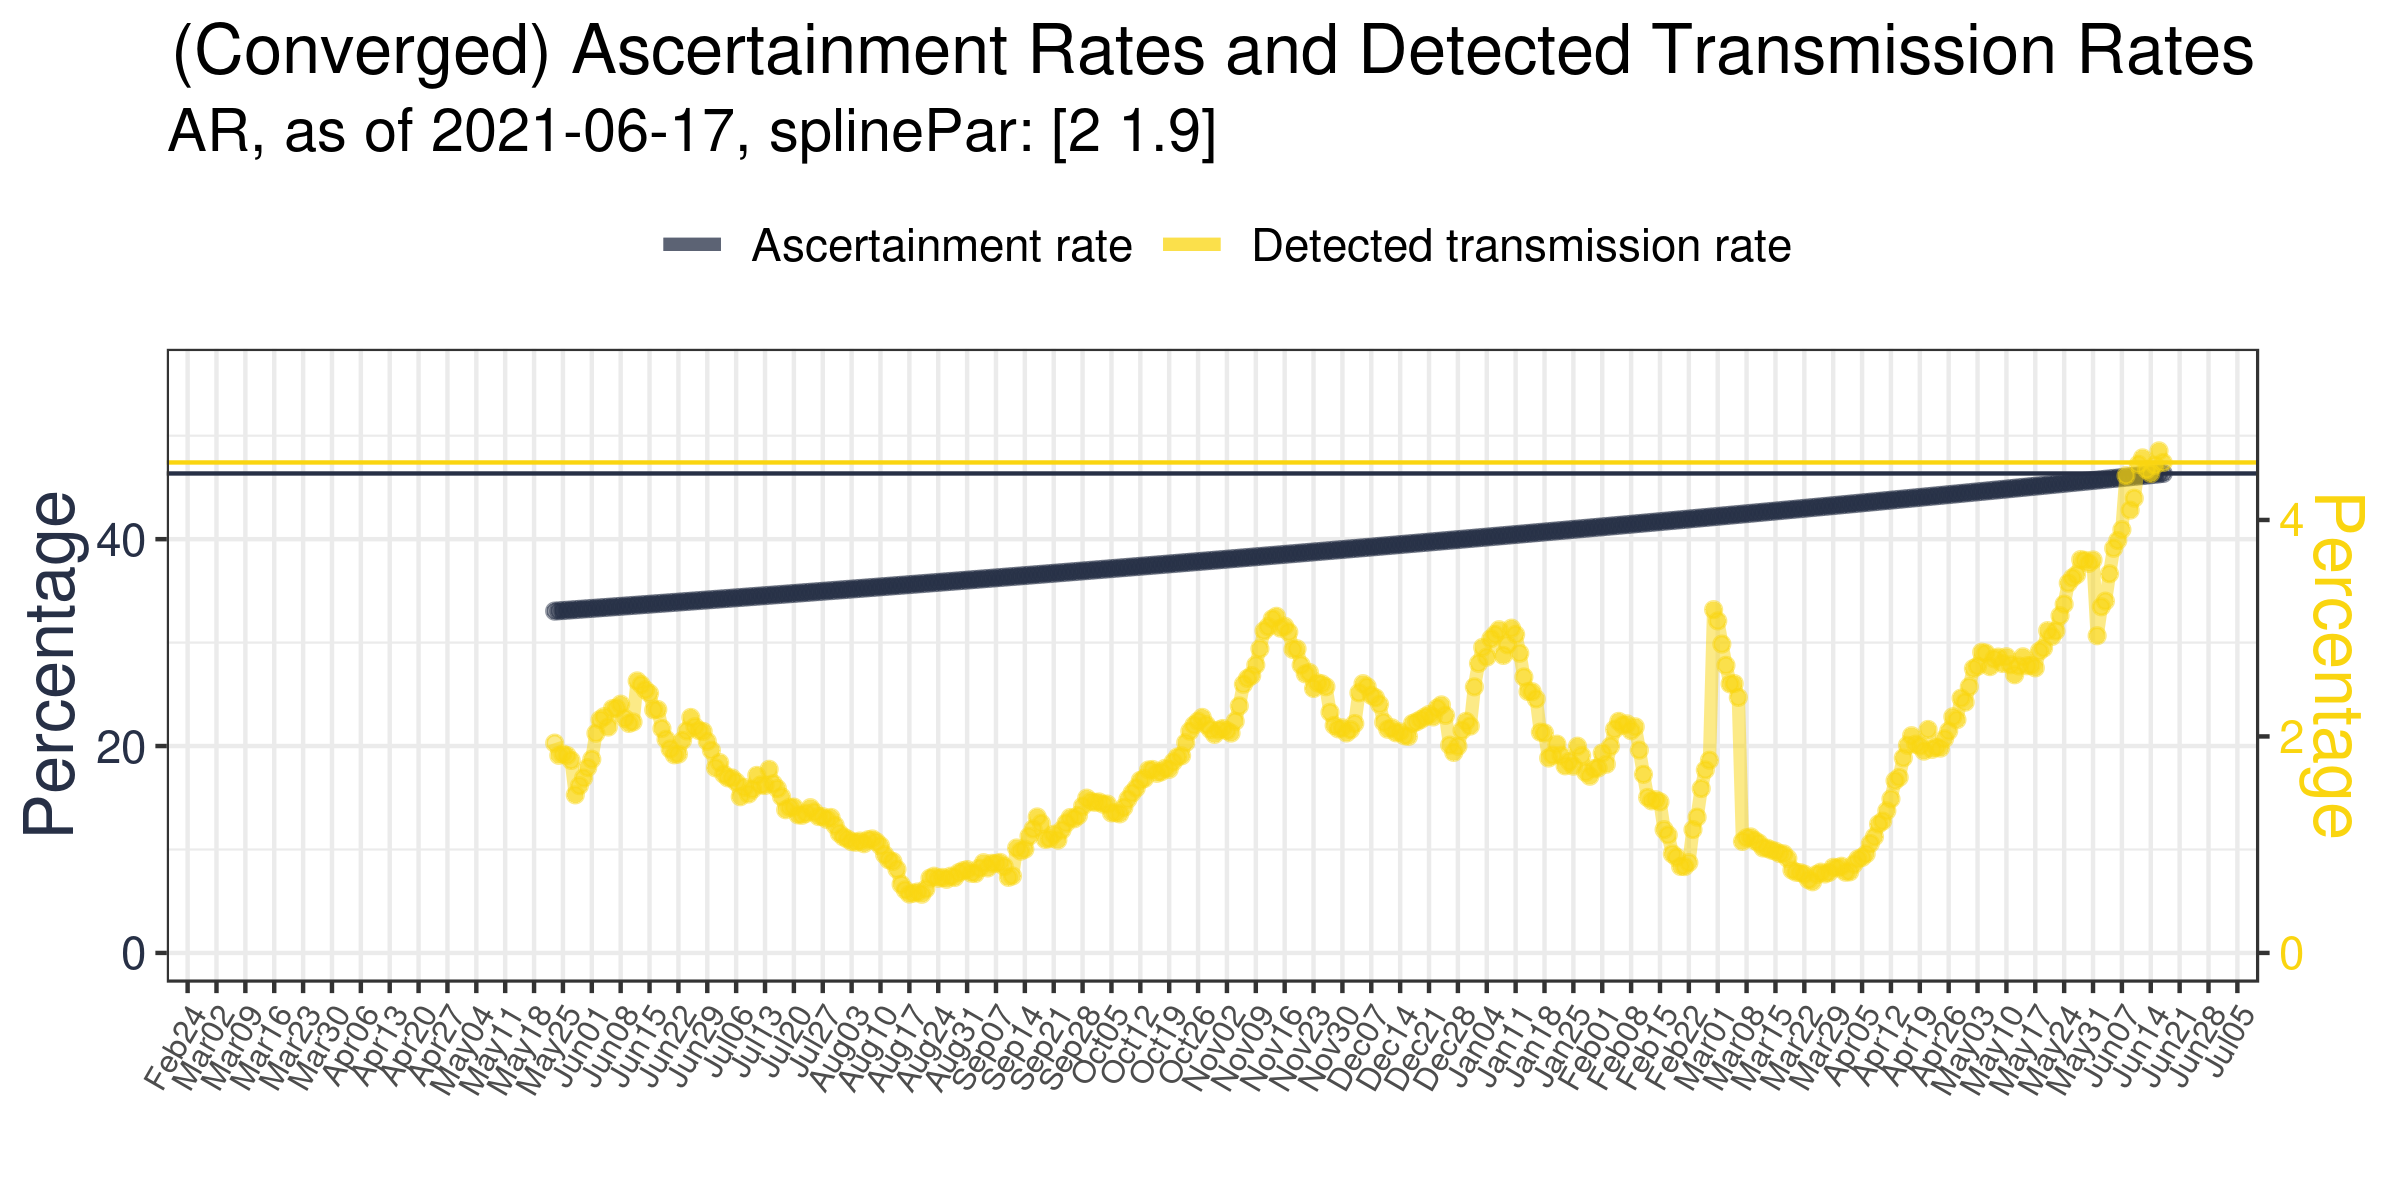 (Converged) Ascertainment Rates and Detected Transmission Rates
AR, as of 2021-06-17, splinePar: [2 1.9]
Ascertainment rate
Detected transmission rate
Percentage
40
20
0
4
2
0
Percentage
Feb24
Mar02
Mar09
Mar16
Mar23
Mar30
Apr06
Apr13
Apr20
Apr27
May04
May11
May18
May25
Jun01
Jun08
Jun15
Jun22
Jun29
Jul06
Jul13
Jul20
Jul27
Aug03
Aug10
Aug17
Aug24
Aug31
Sep07
Sep14
Sep21
Sep28
Oct05
Oct12
Oct19
Oct26
Nov02
Nov09
Nov16
Nov23
Nov30
Dec07
Dec14
Dec21
Dec28
Jan04
Jan11
Jan18
Jan25
Feb01
Feb08
Feb15
Feb22
Mar01
Mar08
Mar15
Mar22
Mar29
Apr05
Apr12
Apr19
Apr26
May03
May10
May17
May24
May31
Jun07
Jun14
Jun21
Jun28
Jul05